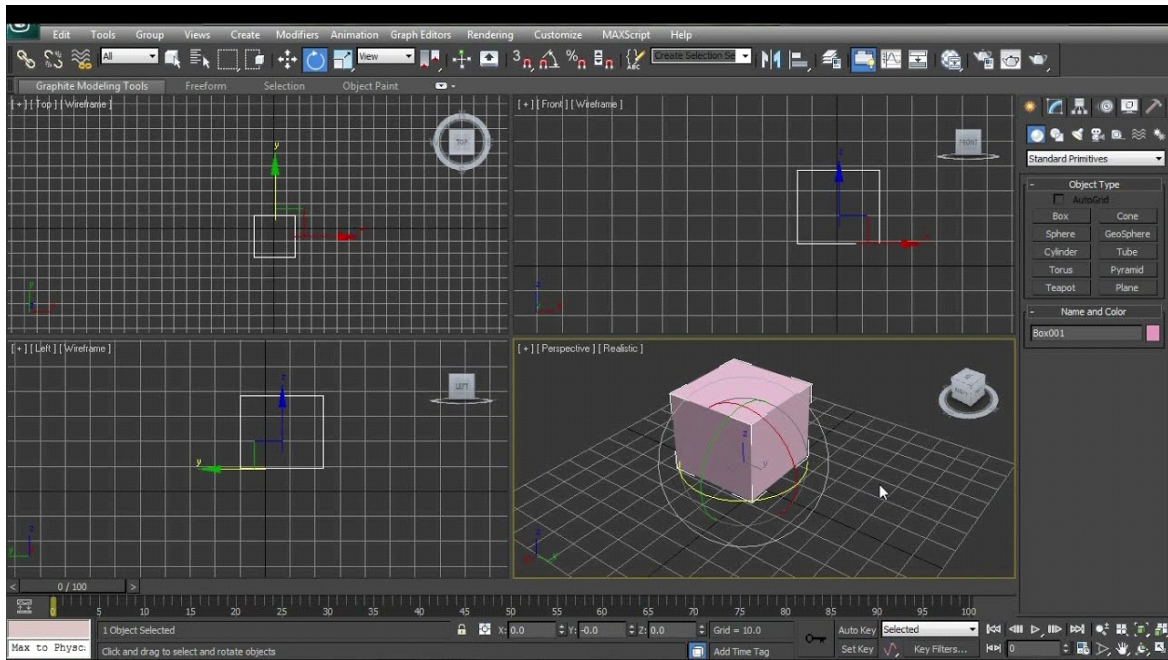 Edit Tools Group Views Create Modifiers Animation Graph Editors Rendering Customize MAXScript Help
All View 3 % ABC Create Selection Se
Graphite Modeling Tools Freeform Selection Object Paint
[ + ] [ Top ] [ Wireframe ]
TOP
y
x
[ + ] [ Front ] [ Wireframe ]
FRONT
z
x
Standard Primitives
- Object Type
AutoGrid
Box Cone
Sphere GeoSphere
Cylinder Tube
Torus Pyramid
Teapot Plane
- Name and Color
Box001
[ + ] [ Left ] [ Wireframe ]
LEFT
z
y
[ + ] [ Perspective ] [ Realistic ]
z
y
< 0 / 100 >
0 5 10 15 20 25 30 35 40 45 50 55 60 65 70 75 80 85 90 95 100
1 Object Selected X: 0.0 Y: -0.0 Z: 0.0 Grid = 10.0 Auto Key Selected
Max to Physc: Click and drag to select and rotate objects Add Time Tag Set Key Key Filters... 0